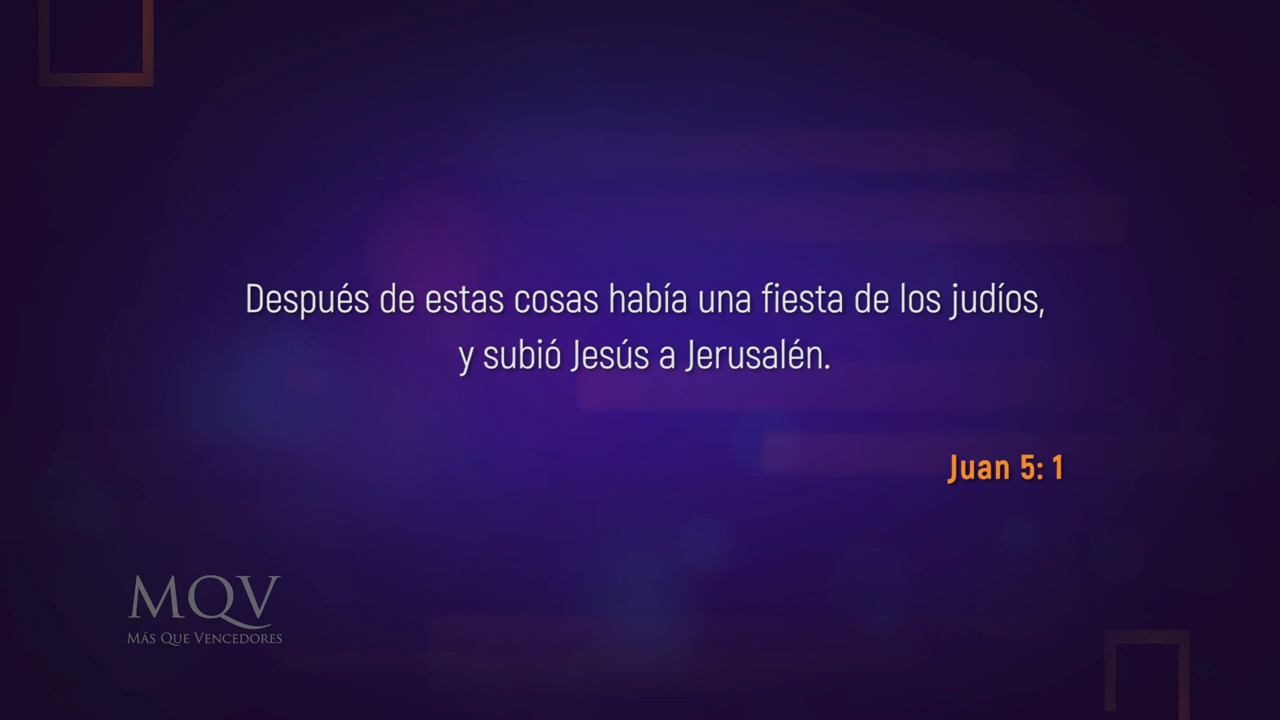 Después de estas cosas había una fiesta de los judíos,
y subió Jesús a Jerusalén.
Juan 5: 1
MQV
Más Que Vencedores